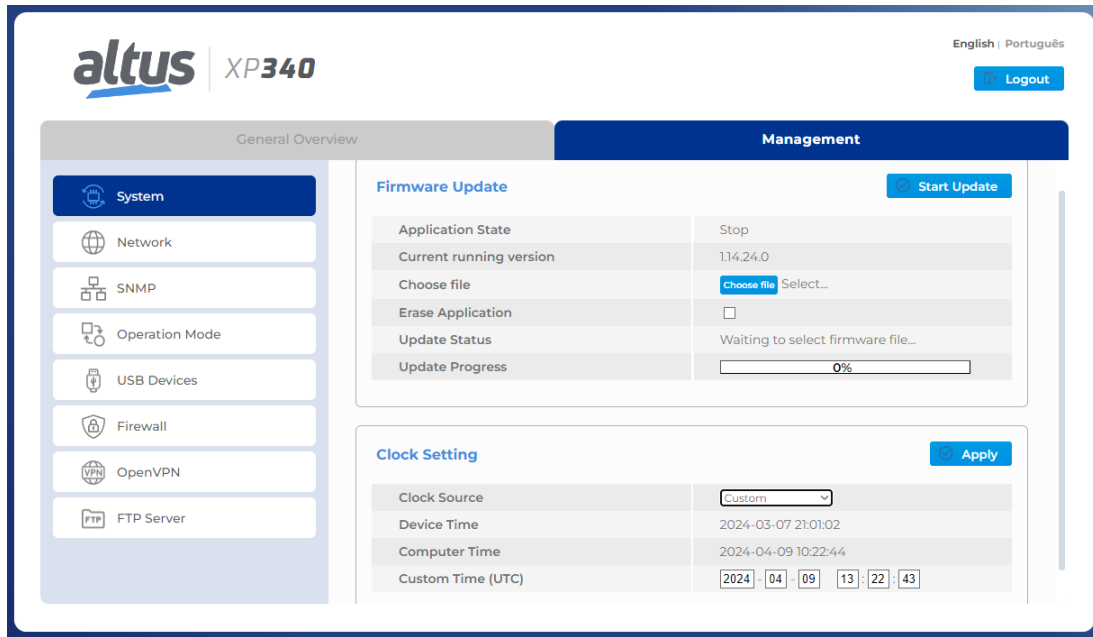 English | Português
altus | XP340
Logout
General Overview
Management
System
Network
SNMP
Operation Mode
USB Devices
Firewall
VPN OpenVPN
FTP FTP Server
Firmware Update
Start Update
Application State Stop
Current running version 1.14.24.0
Choose file Choose file Select...
Erase Application
Update Status Waiting to select firmware file...
Update Progress 0%
Clock Setting
Apply
Clock Source Custom
Device Time 2024-03-07 21:01:02
Computer Time 2024-04-09 10:22:44
Custom Time (UTC) 2024 - 04 - 09 13 : 22 : 43